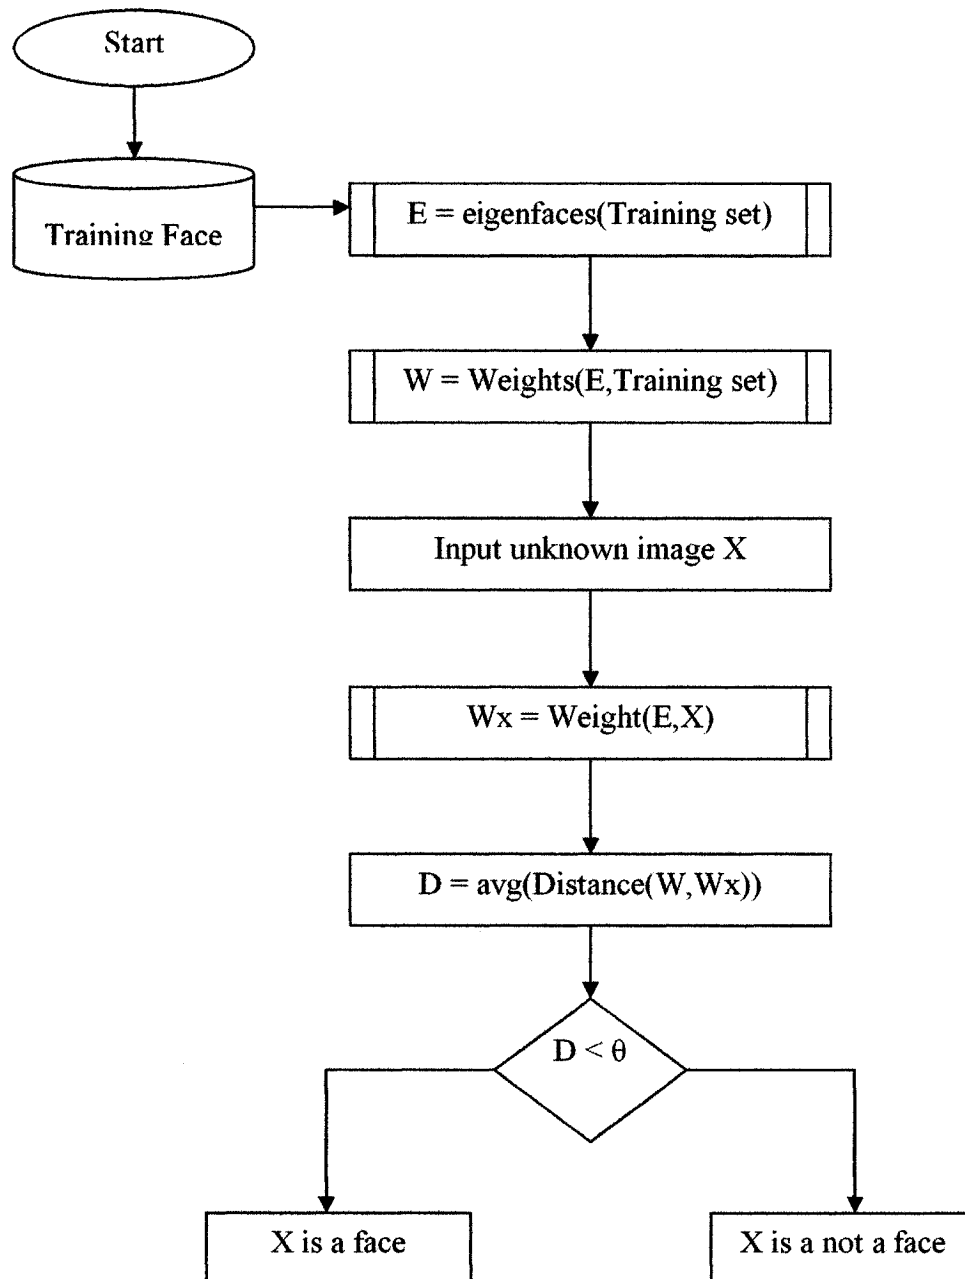 Start
Training Face
E = eigenfaces(Training set)
W = Weights(E,Training set)
Input unknown image X
Wx = Weight(E,X)
D = avg(Distance(W,Wx))
D < θ
X is a face
X is a not a face